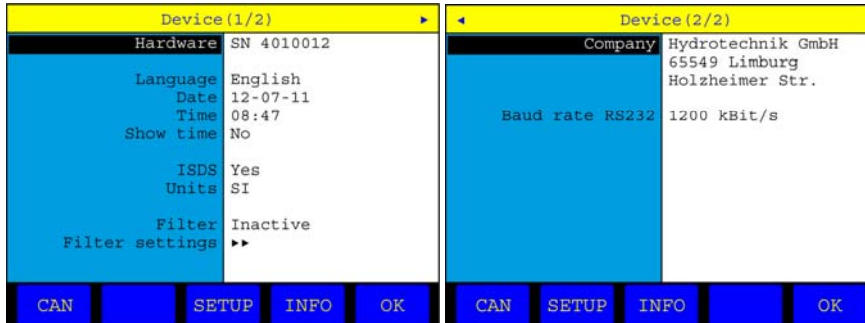 Device(1/2) ►
Hardware SN 4010012
Language English
Date 12-07-11
Time 08:47
Show time No
ISDS Yes
Units SI
Filter Inactive
Filter settings ►►
CAN SETUP INFO OK
◄ Device(2/2)
Company Hydrotechnik GmbH
65549 Limburg
Holzheimer Str.
Baud rate RS232 1200 kBit/s
CAN SETUP INFO OK